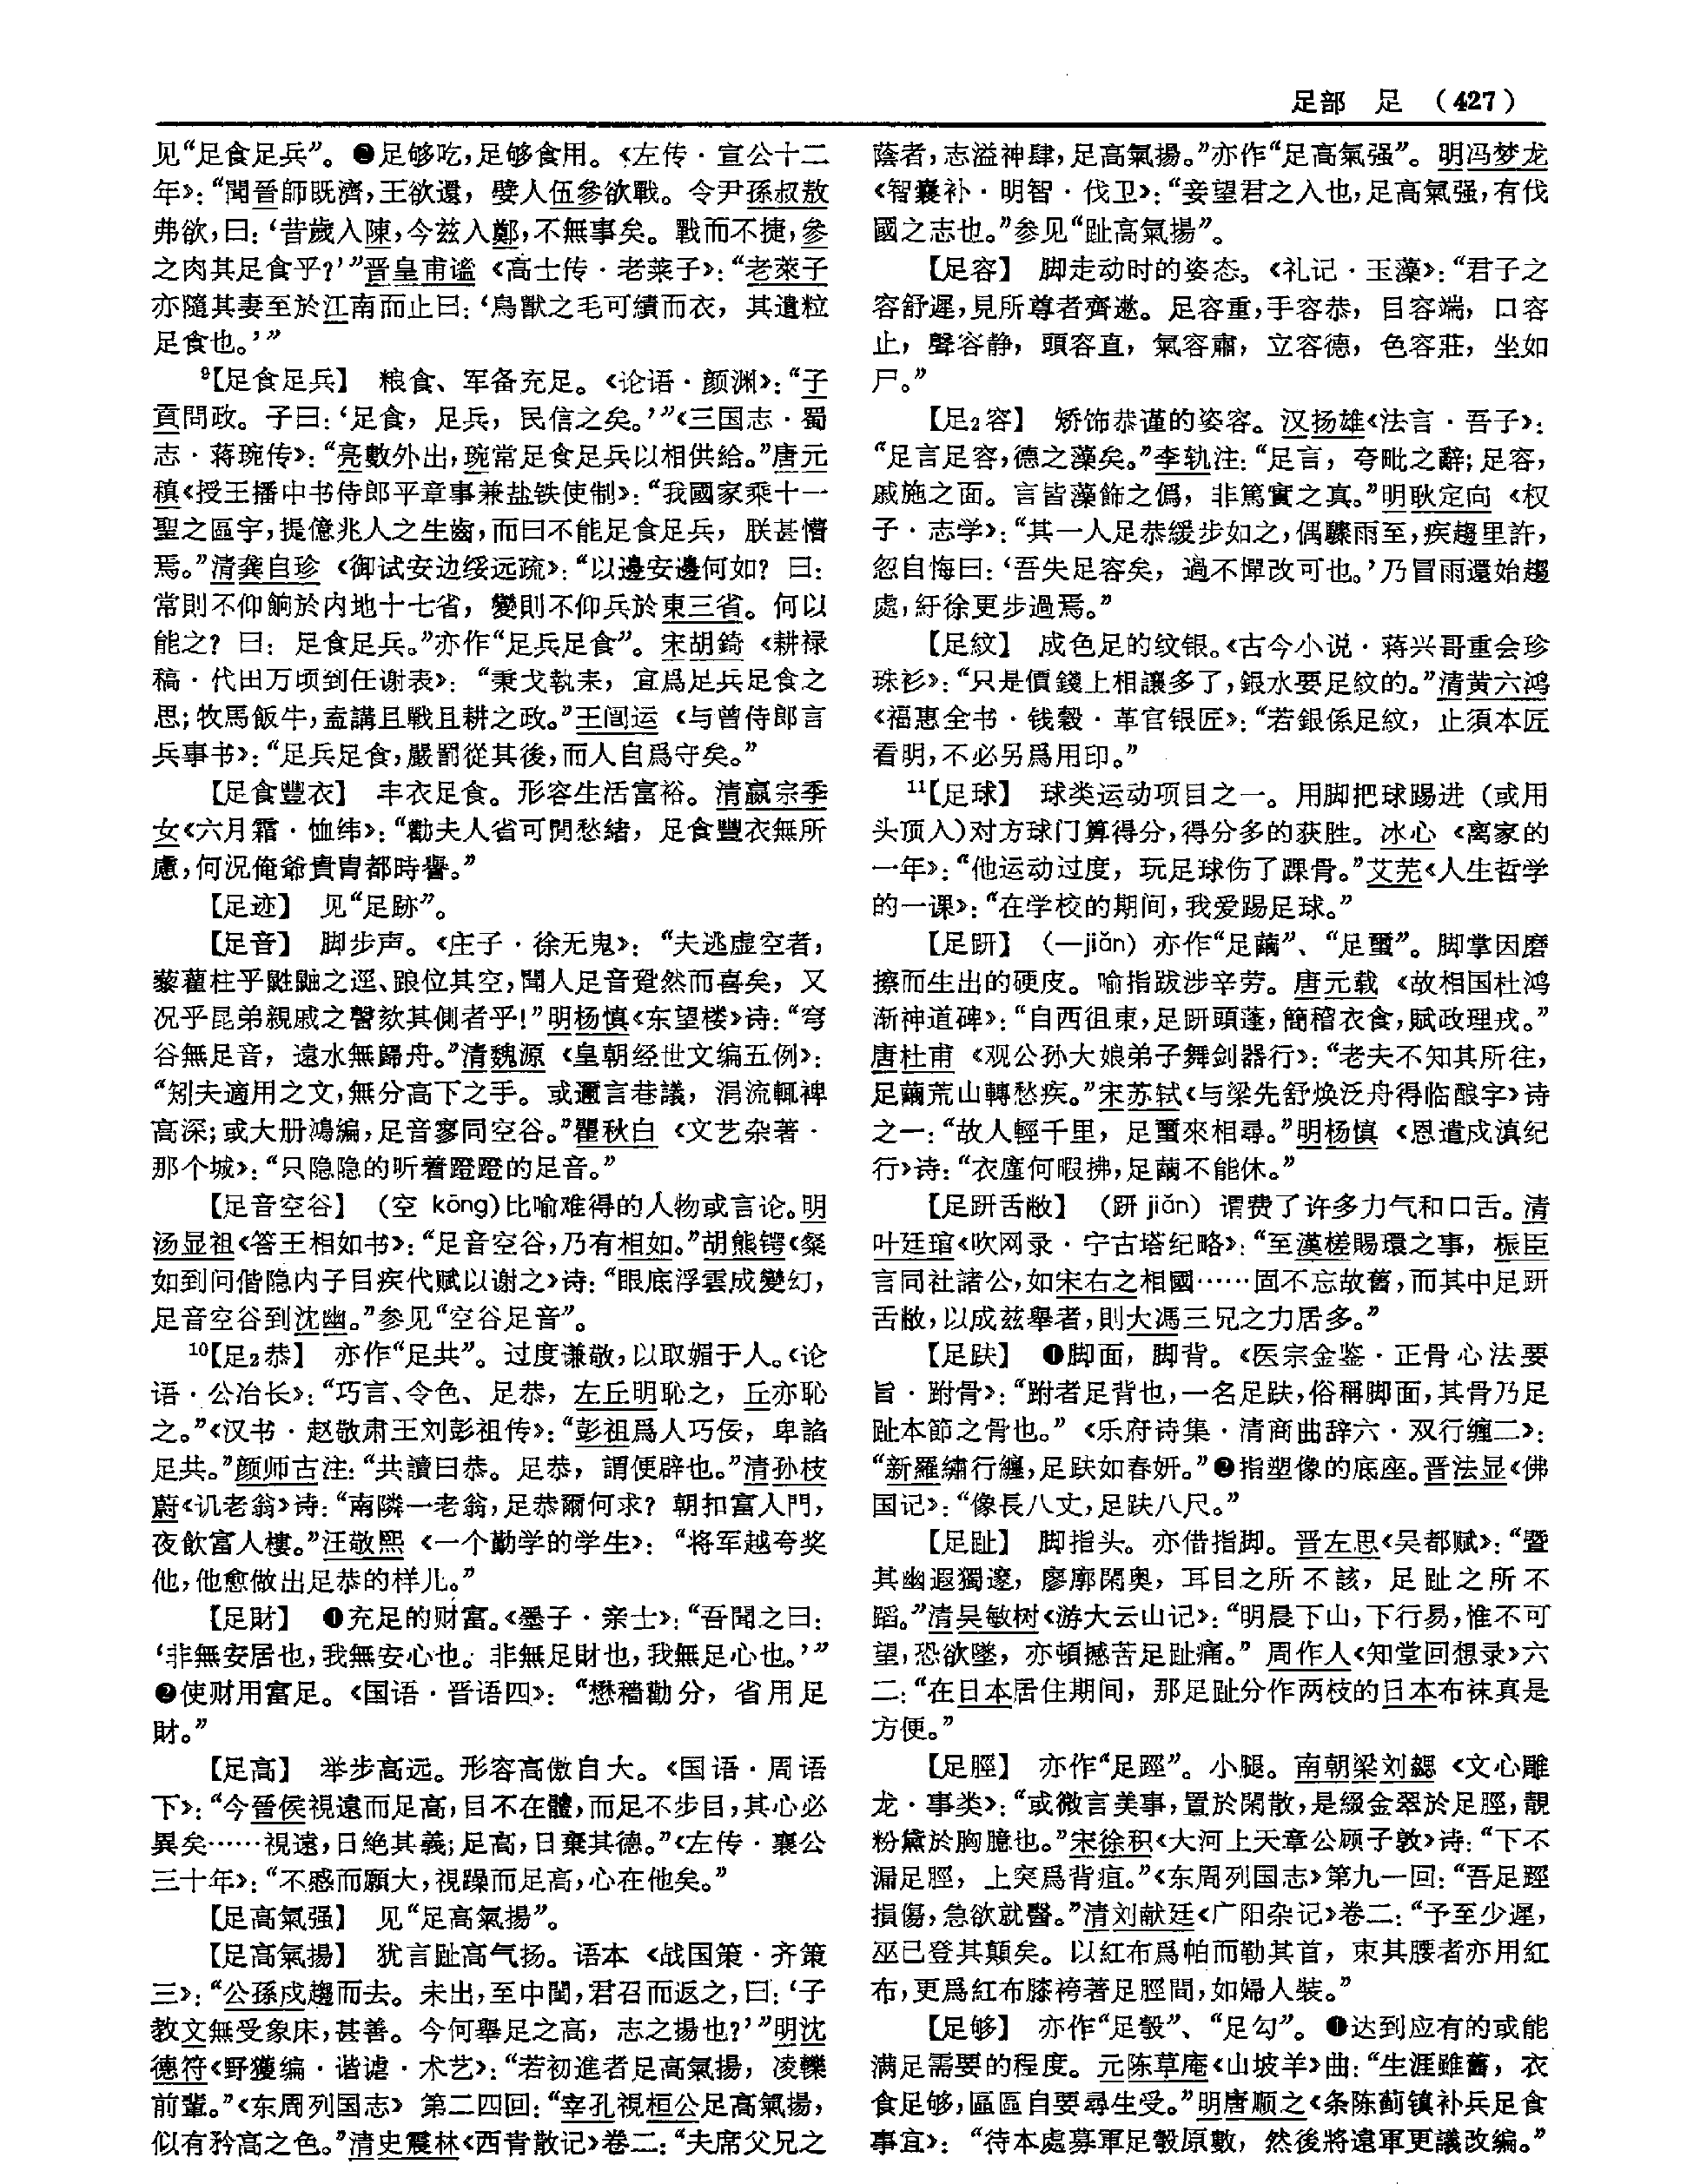 足部　足　（427）
见“足食足兵”。❷足够吃，足够食用。《左传·宣公十二
年》：“聞晉師既濟，王欲還，嬖人伍參欲戰。令尹孫叔敖
弗欲，曰：‘昔歲入陳，今兹入鄭，不無事矣。戰而不捷，參
之肉其足食乎？’”晋皇甫谧《高士传·老莱子》：“老萊子
亦隨其妻至於江南而止曰：‘鳥獸之毛可績而衣，其遺粒
足食也。’”
⁹【足食足兵】　粮食、军备充足。《论语·颜渊》：“子
貢問政。子曰：‘足食，足兵，民信之矣。’”《三国志·蜀
志·蒋琬传》：“亮數外出，琬常足食足兵以相供給。”唐元
稹《授王播中书侍郎平章事兼盐铁使制》：“我國家乘十一
聖之區宇，提億兆人之生齒，而曰不能足食足兵，朕甚懵
焉。”清龚自珍《御试安边绥远疏》：“以邊安邊何如？曰：
常則不仰餉於内地十七省，變則不仰兵於東三省。何以
能之？曰：足食足兵。”亦作“足兵足食”。宋胡錡《耕禄
稿·代田万顷到任谢表》：“秉戈執耒，宜爲足兵足食之
思；牧馬飯牛，盍講且戰且耕之政。”王闿运《与曾侍郎言
兵事书》：“足兵足食，嚴罰從其後，而人自爲守矣。”
【足食豐衣】　丰衣足食。形容生活富裕。清嬴宗季
女《六月霜·恤纬》：“勸夫人省可閒愁緒，足食豐衣無所
慮，何况俺爺貴胄都時譽。”
【足迹】　见“足跡”。
【足音】　脚步声。《庄子·徐无鬼》：“夫逃虚空者，
藜藿柱乎鼪鼬之逕，踉位其空，聞人足音跫然而喜矣，又
况乎昆弟親戚之謦欬其側者乎！”明杨慎《东望楼》诗：“穹
谷無足音，遠水無歸舟。”清魏源《皇朝经世文编五例》：
“矧夫適用之文，無分高下之手。或邇言巷議，涓流輒裨
高深；或大册鴻編，足音寥同空谷。”瞿秋白《文艺杂著·
那个城》：“只隐隐的听着蹬蹬的足音。”
【足音空谷】　（空 kōng）比喻难得的人物或言论。明
汤显祖《答王相如书》：“足音空谷，乃有相如。”胡熊锷《粲
如到问偕隐内子目疾代赋以谢之》诗：“眼底浮雲成變幻，
足音空谷到沈幽。”参见“空谷足音”。
¹⁰【足₂恭】　亦作“足共”。过度谦敬，以取媚于人。《论
语·公冶长》：“巧言、令色、足恭，左丘明恥之，丘亦恥
之。”《汉书·赵敬肃王刘彭祖传》：“彭祖爲人巧佞，卑諂
足共。”颜师古注：“共讀曰恭。足恭，謂便辟也。”清孙枝
蔚《讥老翁》诗：“南隣一老翁，足恭爾何求？朝扣富人門，
夜飲富人樓。”汪敬熙《一个勤学的学生》：“将军越夸奖
他，他愈做出足恭的样儿。”
【足財】　❶充足的财富。《墨子·亲士》：“吾聞之曰：
‘非無安居也，我無安心也。非無足財也，我無足心也。’”
❷使财用富足。《国语·晋语四》：“懋穡勸分，省用足
財。”
【足高】　举步高远。形容高傲自大。《国语·周语
下》：“今晉侯視遠而足高，目不在體，而足不步目，其心必
異矣……視遠，日絶其義；足高，日棄其德。”《左传·襄公
三十年》：“不慼而願大，視躁而足高，心在他矣。”
【足高氣强】　见“足高氣揚”。
【足高氣揚】　犹言趾高气扬。语本《战国策·齐策
三》：“公孫戍趨而去。未出，至中閨，君召而返之，曰：‘子
教文無受象床，甚善。今何舉足之高，志之揚也？’”明沈
德符《野獲编·谐谑·术艺》：“若初進者足高氣揚，凌轢
前輩。”《东周列国志》第二四回：“宰孔視桓公足高氣揚，
似有矜高之色。”清史震林《西青散记》卷二：“夫席父兄之
蔭者，志溢神肆，足高氣揚。”亦作“足高氣强”。明冯梦龙
《智囊补·明智·伐卫》：“妾望君之入也，足高氣强，有伐
國之志也。”参见“趾高氣揚”。
【足容】　脚走动时的姿态。《礼记·玉藻》：“君子之
容舒遲，見所尊者齊遬。足容重，手容恭，目容端，口容
止，聲容静，頭容直，氣容肅，立容德，色容莊，坐如
尸。”
【足₂容】　矫饰恭谨的姿容。汉扬雄《法言·吾子》：
“足言足容，德之藻矣。”李轨注：“足言，夸毗之辭；足容，
戚施之面。言皆藻飾之僞，非篤實之真。”明耿定向《权
子·志学》：“其一人足恭緩步如之，偶驟雨至，疾趨里許，
忽自悔曰：‘吾失足容矣，過不憚改可也。’乃冒雨還始趨
處，紆徐更步過焉。”
【足紋】　成色足的纹银。《古今小说·蒋兴哥重会珍
珠衫》：“只是價錢上相讓多了，銀水要足紋的。”清黄六鸿
《福惠全书·钱穀·革官银匠》：“若銀係足紋，止須本匠
看明，不必另爲用印。”
¹¹【足球】　球类运动项目之一。用脚把球踢进（或用
头顶入）对方球门算得分，得分多的获胜。冰心《离家的
一年》：“他运动过度，玩足球伤了踝骨。”艾芜《人生哲学
的一课》：“在学校的期间，我爱踢足球。”
【足趼】　（—jiǎn）亦作“足繭”、“足蠒”。脚掌因磨
擦而生出的硬皮。喻指跋涉辛劳。唐元载《故相国杜鸿
渐神道碑》：“自西徂東，足趼頭蓬，簡稽衣食，賦政理戎。”
唐杜甫《观公孙大娘弟子舞剑器行》：“老夫不知其所往，
足繭荒山轉愁疾。”宋苏轼《与梁先舒焕泛舟得临酿字》诗
之一：“故人輕千里，足蠒來相尋。”明杨慎《恩遣戍滇纪
行》诗：“衣塵何暇拂，足繭不能休。”
【足趼舌敝】　（趼 jiǎn）谓费了许多力气和口舌。清
叶廷琯《吹网录·宁古塔纪略》：“至漢槎賜環之事，振臣
言同社諸公，如宋右之相國……固不忘故舊，而其中足趼
舌敝，以成兹舉者，則大馮三兄之力居多。”
【足趺】　❶脚面，脚背。《医宗金鉴·正骨心法要
旨·跗骨》：“跗者足背也，一名足趺，俗稱脚面，其骨乃足
趾本節之骨也。”《乐府诗集·清商曲辞六·双行缠二》：
“新羅繡行纏，足趺如春妍。”❷指塑像的底座。晋法显《佛
国记》：“像長八丈，足趺八尺。”
【足趾】　脚指头。亦借指脚。晋左思《吴都赋》：“暨
其幽遐獨邃，廖廓閑奥，耳目之所不該，足趾之所不
蹈。”清吴敏树《游大云山记》：“明晨下山，下行易，惟不可
望，恐欲墜，亦頓撼苦足趾痛。”周作人《知堂回想录》六
二：“在日本居住期间，那足趾分作两枝的日本布袜真是
方便。”
【足脛】　亦作“足踁”。小腿。南朝梁刘勰《文心雕
龙·事类》：“或微言美事，置於閑散，是綴金翠於足脛，靚
粉黛於胸臆也。”宋徐积《大河上天章公顾子敦》诗：“下不
漏足脛，上突爲背疽。”《东周列国志》第九一回：“吾足踁
損傷，急欲就醫。”清刘献廷《广阳杂记》卷二：“予至少遲，
巫已登其顛矣。以紅布爲帕而勒其首，束其腰者亦用紅
布，更爲紅布膝袴著足脛間，如婦人裝。”
【足够】　亦作“足彀”、“足勾”。❶达到应有的或能
满足需要的程度。元陈草庵《山坡羊》曲：“生涯雖舊，衣
食足够，區區自要尋生受。”明唐顺之《条陈蓟镇补兵足食
事宜》：“待本處募軍足彀原數，然後將遠軍更議改编。”